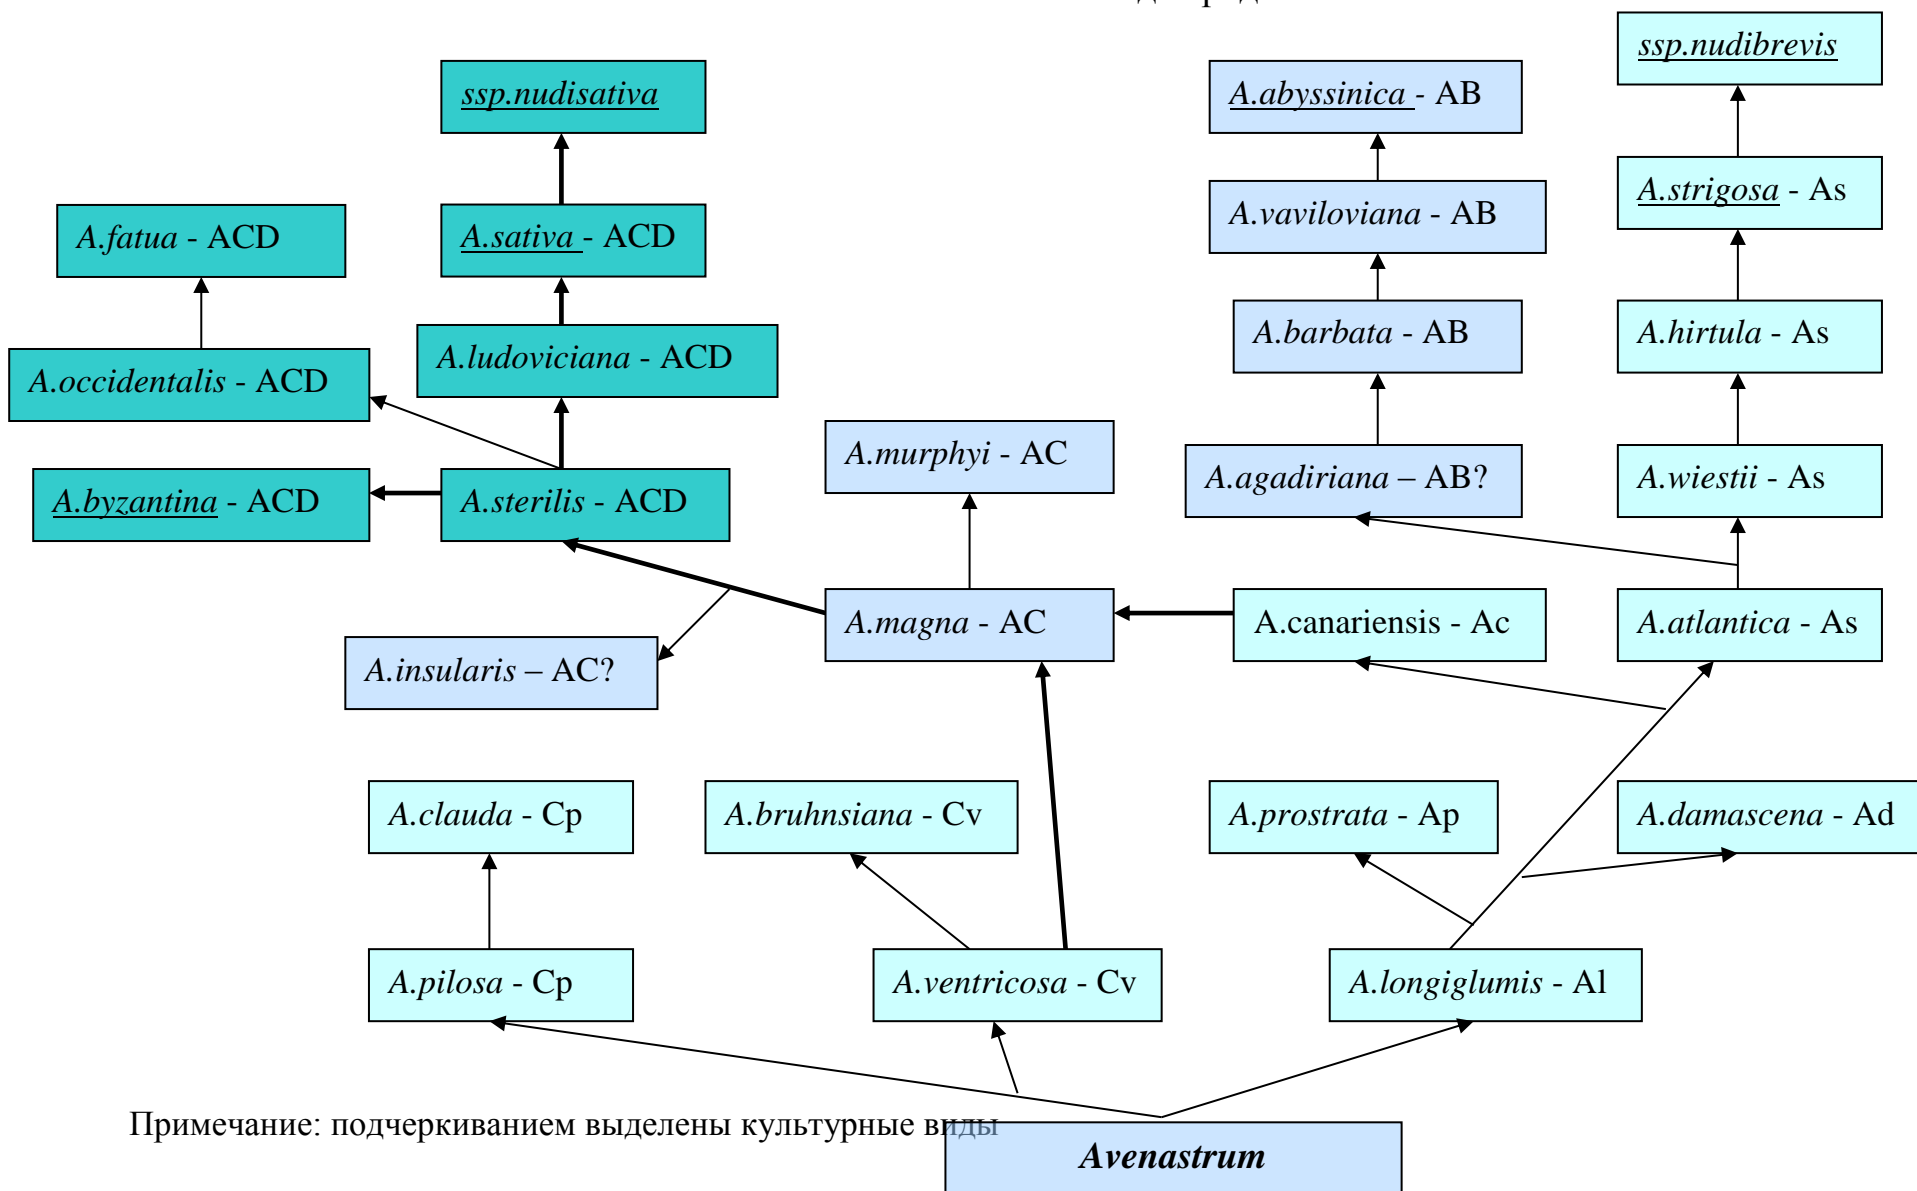 ssp.nudibrevis
ssp.nudisativa
A.abyssinica - AB
A.strigosa - As
A.vaviloviana - AB
A.fatua - ACD
A.sativa - ACD
A.barbata - AB
A.hirtula - As
A.ludoviciana - ACD
A.occidentalis - ACD
A.murphyi - AC
A.agadiriana – AB?
A.wiestii - As
A.byzantina - ACD
A.sterilis - ACD
A.magna - AC
A.canariensis - Ac
A.atlantica - As
A.insularis – AC?
A.clauda - Cp
A.bruhnsiana - Cv
A.prostrata - Ap
A.damascena - Ad
A.pilosa - Cp
A.ventricosa - Cv
A.longiglumis - Al
Примечание: подчеркиванием выделены культурные виды
Avenastrum